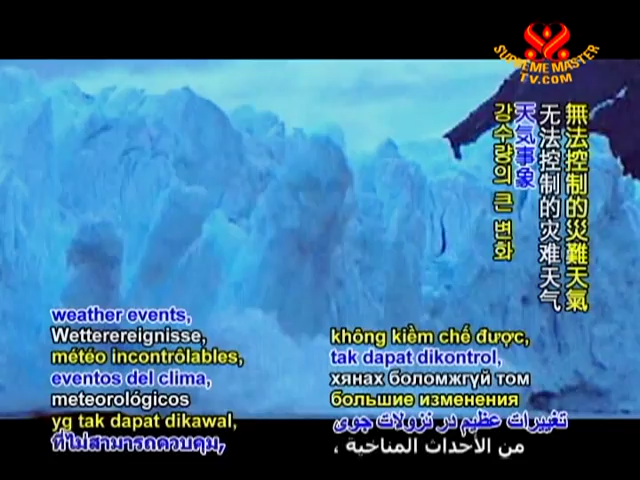 SUPREME MASTER
TV.COM
無法控制的災難天氣
无法控制的灾难天气
天気事象
강수량의 큰 변화
weather events,
Wetterereignisse,
météo incontrôlables,
eventos del clima,
meteorológicos
yg tak dapat dikawal,
ที่ไม่สามารถควบคุม,
không kiềm chế được,
tak dapat dikontrol,
хянах боломжгүй том
большие изменения
تغییرات عظیم در نزولات جوی
من الأحداث المناخية ،